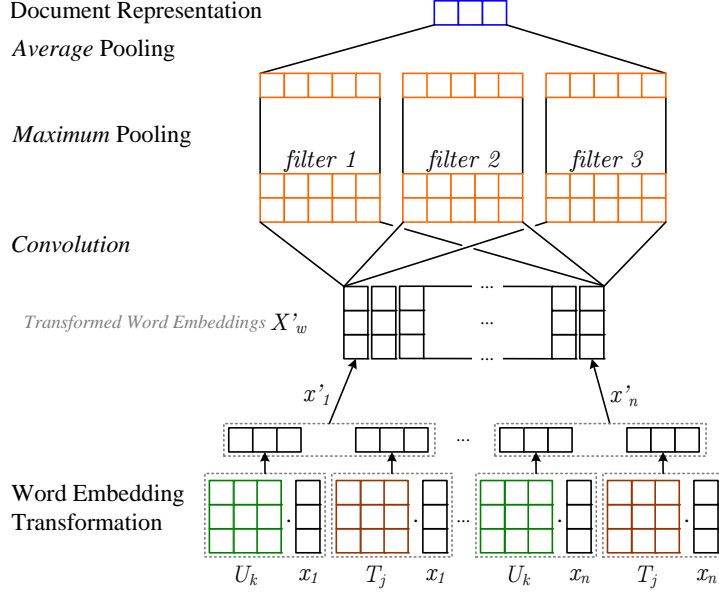 Document Representation
Average Pooling
Maximum Pooling
filter 1 filter 2 filter 3
Convolution
Transformed Word Embeddings X'w
...
...
...
x'1 x'n
...
Word Embedding
Transformation
. . ... . .
Uk x1 Tj x1 Uk xn Tj xn